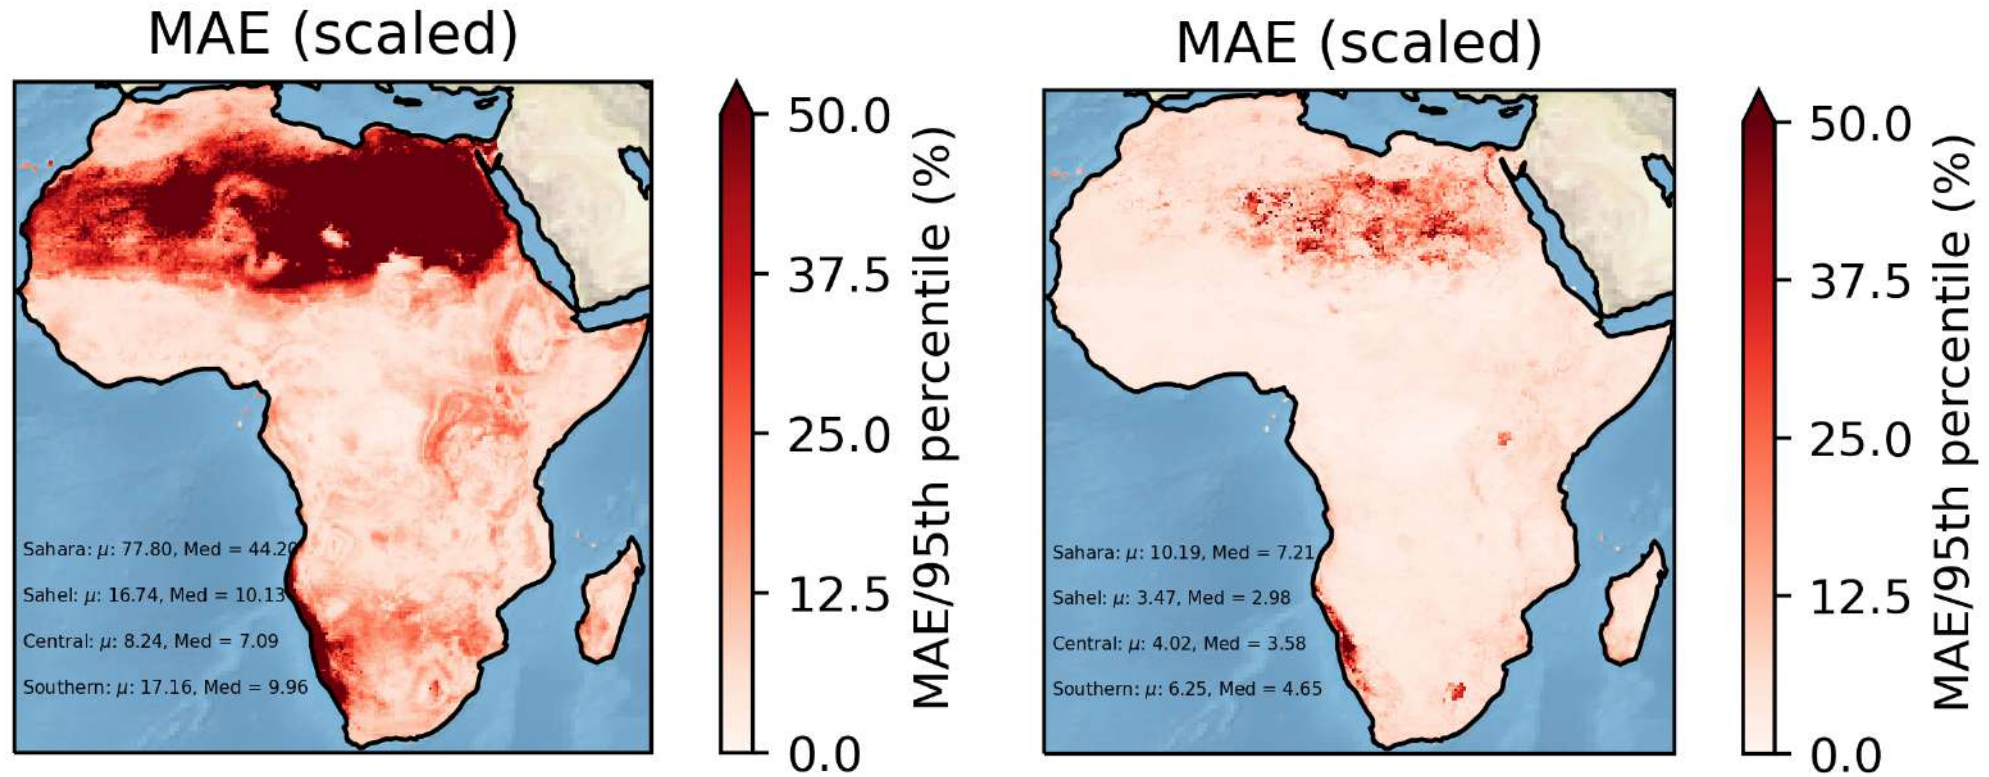 MAE (scaled)
50.0
37.5
25.0
12.5
0.0
MAE/95th percentile (%)
Sahara: μ: 77.80, Med = 44.20
Sahel: μ: 16.74, Med = 10.13
Central: μ: 8.24, Med = 7.09
Southern: μ: 17.16, Med = 9.96
MAE (scaled)
50.0
37.5
25.0
12.5
0.0
MAE/95th percentile (%)
Sahara: μ: 10.19, Med = 7.21
Sahel: μ: 3.47, Med = 2.98
Central: μ: 4.02, Med = 3.58
Southern: μ: 6.25, Med = 4.65